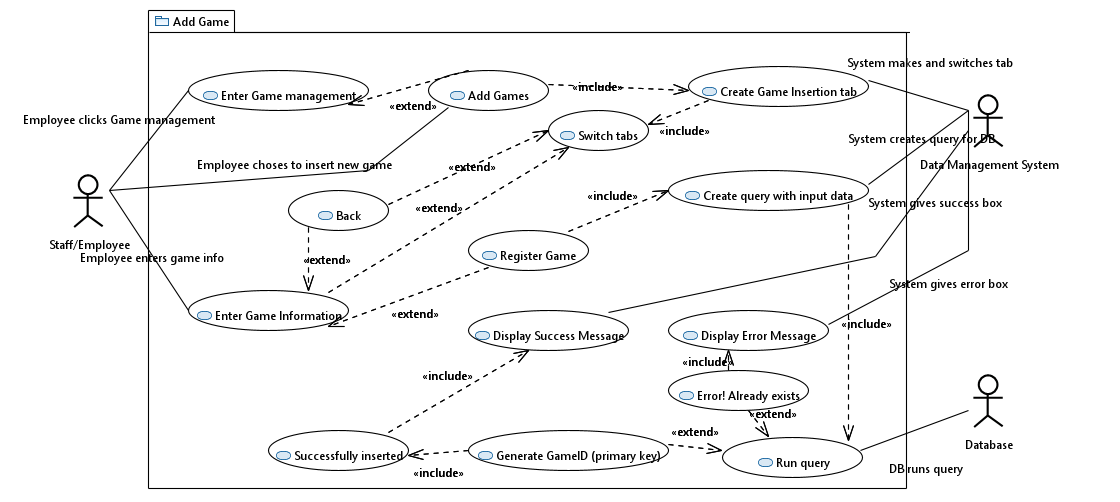 Add Game
System makes and switches tab
Enter Game management
Add Games
«include»
Create Game Insertion tab
«extend»
Employee clicks Game management
Switch tabs
«include»
System creates query for DB
Data Management System
Employee choses to insert new game
«extend»
«include»
Create query with input data
System gives success box
Back
«extend»
Staff/Employee
Employee enters game info
«extend»
Register Game
System gives error box
Enter Game Information
«extend»
«include»
Display Success Message
Display Error Message
«include»
«include»
Error! Already exists
«extend»
«extend»
Database
Successfully inserted
Generate GameID (primary key)
Run query
«include»
DB runs query